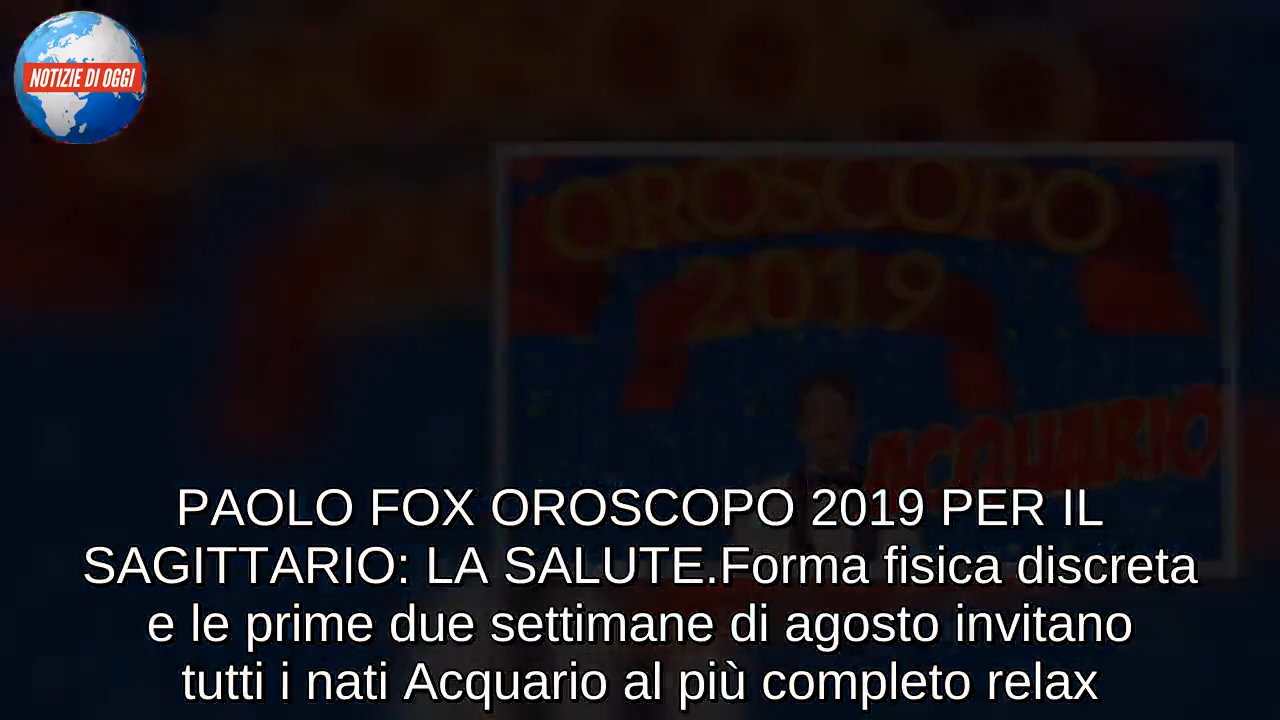 NOTIZIE DI OGGI
OROSCOPO
2019
ACQUARIO
PAOLO FOX OROSCOPO 2019 PER IL
SAGITTARIO: LA SALUTE.Forma fisica discreta
e le prime due settimane di agosto invitano
tutti i nati Acquario al più completo relax